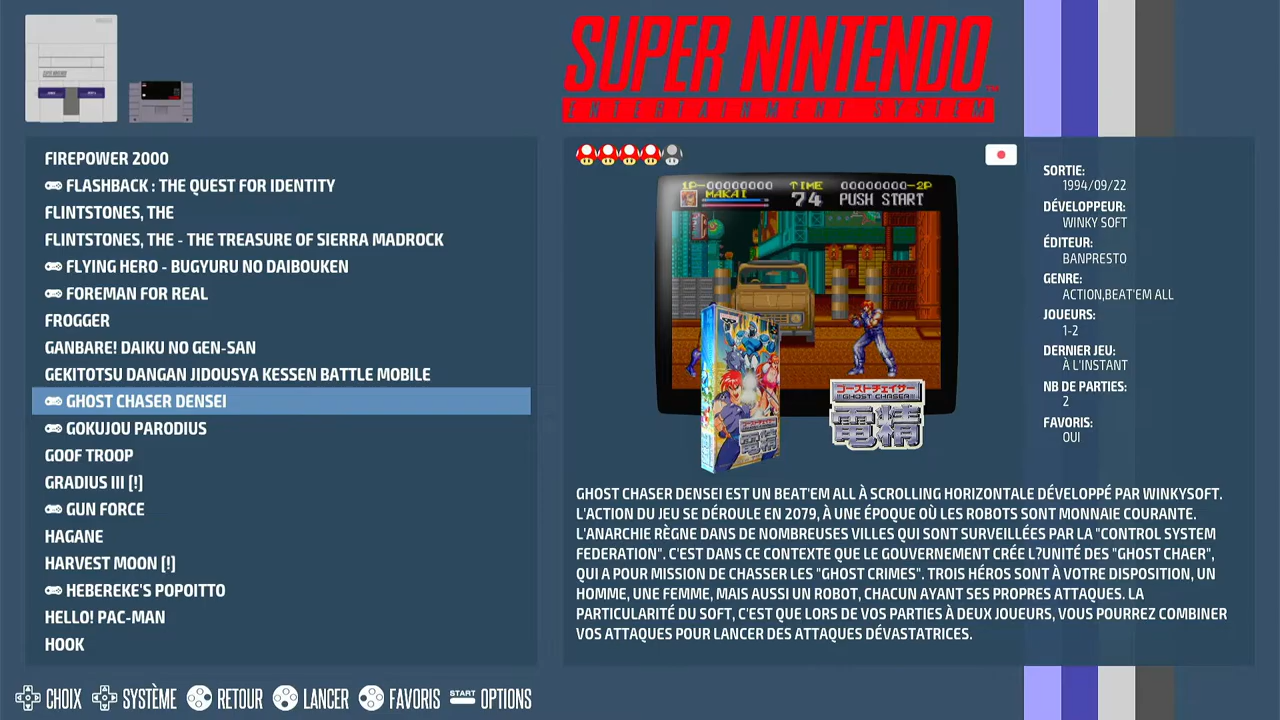 SUPER NINTENDO
ENTERTAINMENT SYSTEM
FIREPOWER 2000
FLASHBACK : THE QUEST FOR IDENTITY
FLINTSTONES, THE
FLINTSTONES, THE - THE TREASURE OF SIERRA MADROCK
FLYING HERO - BUGYURU NO DAIBOUKEN
FOREMAN FOR REAL
FROGGER
GANBARE! DAIKU NO GEN-SAN
GEKITOTSU DANGAN JIDOUSYA KESSEN BATTLE MOBILE
GHOST CHASER DENSEI
GOKUJOU PARODIUS
GOOF TROOP
GRADIUS III [!]
GUN FORCE
HAGANE
HARVEST MOON [!]
HEBEREKE'S POPOITTO
HELLO! PAC-MAN
HOOK
1P-00000000 TIME 00000000-2P
MAKAI 74 PUSH START
ゴーストチェイサー
GHOST CHASER
電精
SORTIE:
1994/09/22
DÉVELOPPEUR:
WINKY SOFT
ÉDITEUR:
BANPRESTO
GENRE:
ACTION,BEAT'EM ALL
JOUEURS:
1-2
DERNIER JEU:
À L'INSTANT
NB DE PARTIES:
2
FAVORIS:
OUI
GHOST CHASER DENSEI EST UN BEAT'EM ALL À SCROLLING HORIZONTALE DÉVELOPPÉ PAR WINKYSOFT.
L'ACTION DU JEU SE DÉROULE EN 2079, À UNE ÉPOQUE OÙ LES ROBOTS SONT MONNAIE COURANTE.
L'ANARCHIE RÈGNE DANS DE NOMBREUSES VILLES QUI SONT SURVEILLÉES PAR LA "CONTROL SYSTEM
FEDERATION". C'EST DANS CE CONTEXTE QUE LE GOUVERNEMENT CRÉE L?UNITÉ DES "GHOST CHAER",
QUI A POUR MISSION DE CHASSER LES "GHOST CRIMES". TROIS HÉROS SONT À VOTRE DISPOSITION, UN
HOMME, UNE FEMME, MAIS AUSSI UN ROBOT, CHACUN AYANT SES PROPRES ATTAQUES. LA
PARTICULARITÉ DU SOFT, C'EST QUE LORS DE VOS PARTIES À DEUX JOUEURS, VOUS POURREZ COMBINER
VOS ATTAQUES POUR LANCER DES ATTAQUES DÉVASTATRICES.
CHOIX SYSTÈME RETOUR LANCER FAVORIS START OPTIONS